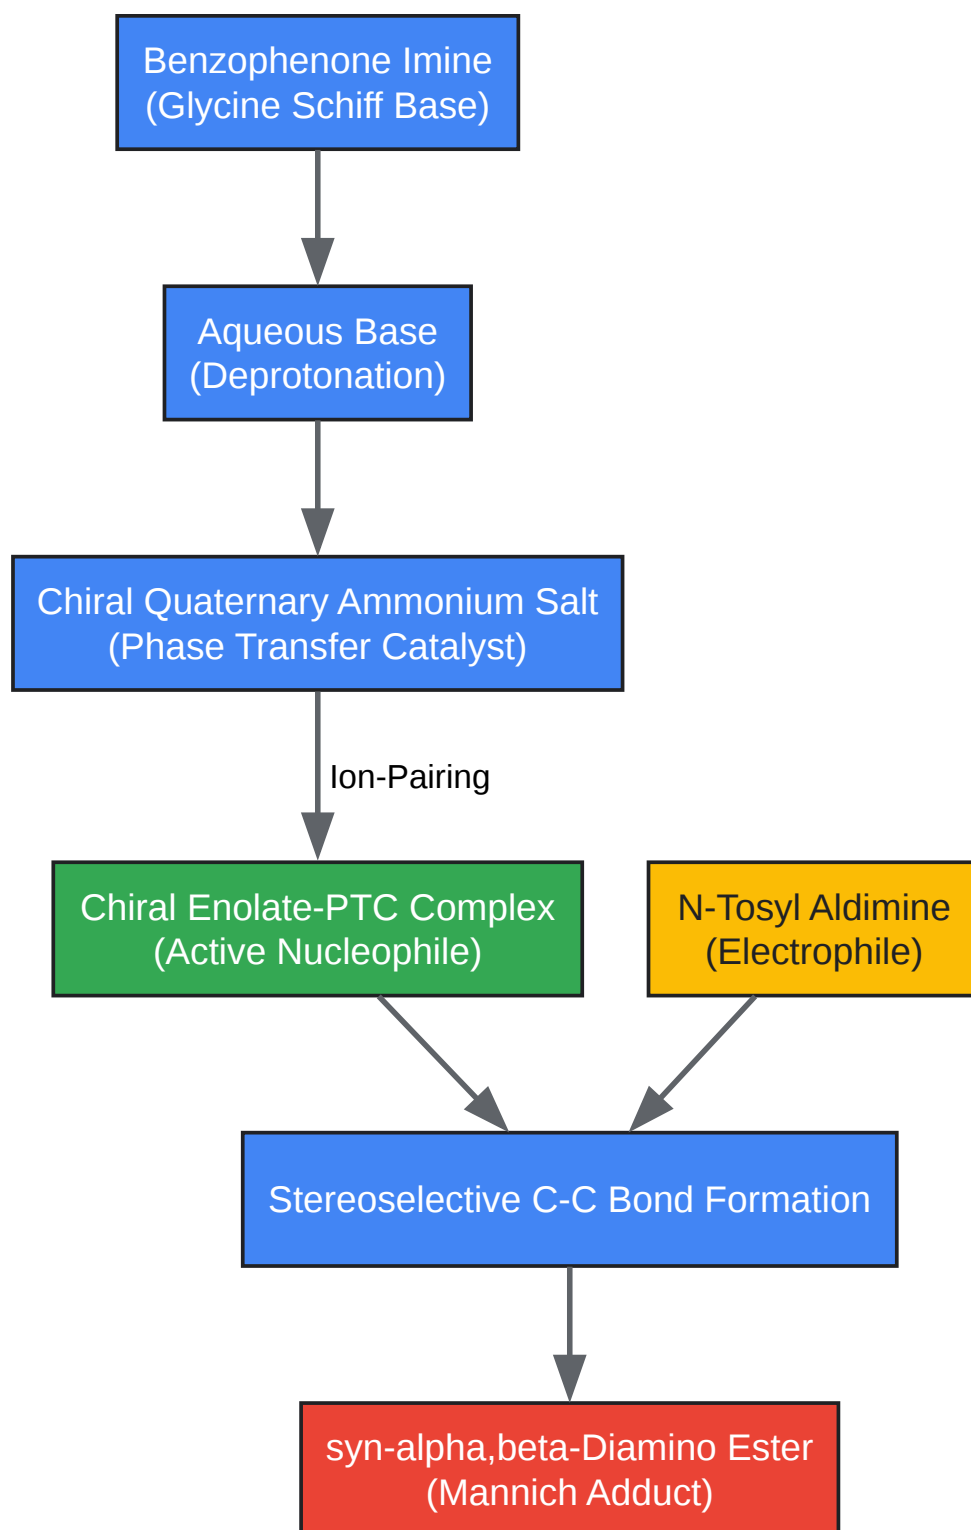 Benzophenone Imine
(Glycine Schiff Base)
Aqueous Base
(Deprotonation)
Chiral Quaternary Ammonium Salt
(Phase Transfer Catalyst)
Ion-Pairing
Chiral Enolate-PTC Complex
(Active Nucleophile)
N-Tosyl Aldimine
(Electrophile)
Stereoselective C-C Bond Formation
syn-alpha,beta-Diamino Ester
(Mannich Adduct)